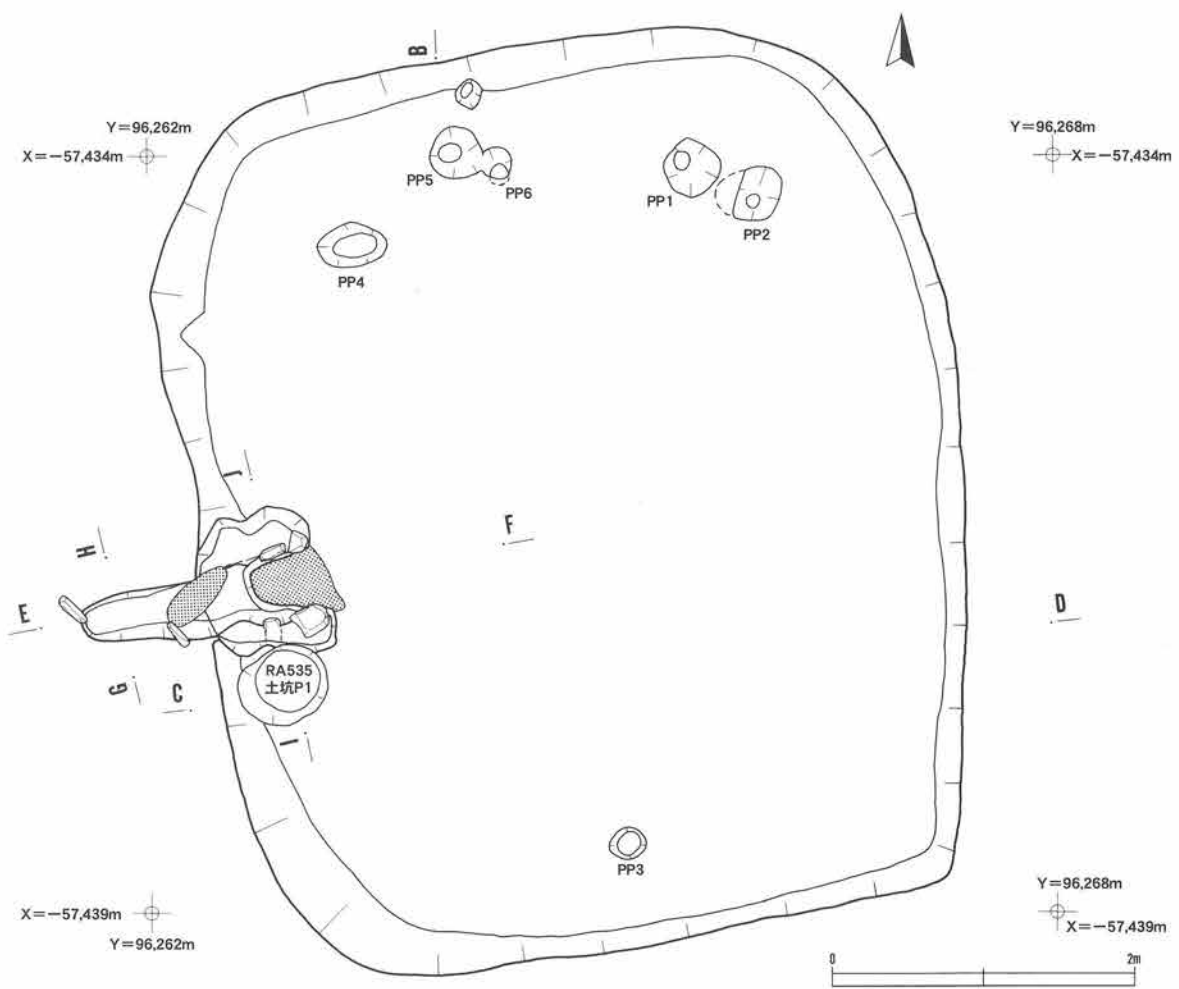 B
Y=96,262m
X=−57,434m
Y=96,268m
X=−57,434m
PP5
PP6
PP1
PP2
PP4
J
H
F
E
D
RA535
土坑P1
G
C
I
PP3
X=−57,439m
Y=96,262m
Y=96,268m
X=−57,439m
0
2m